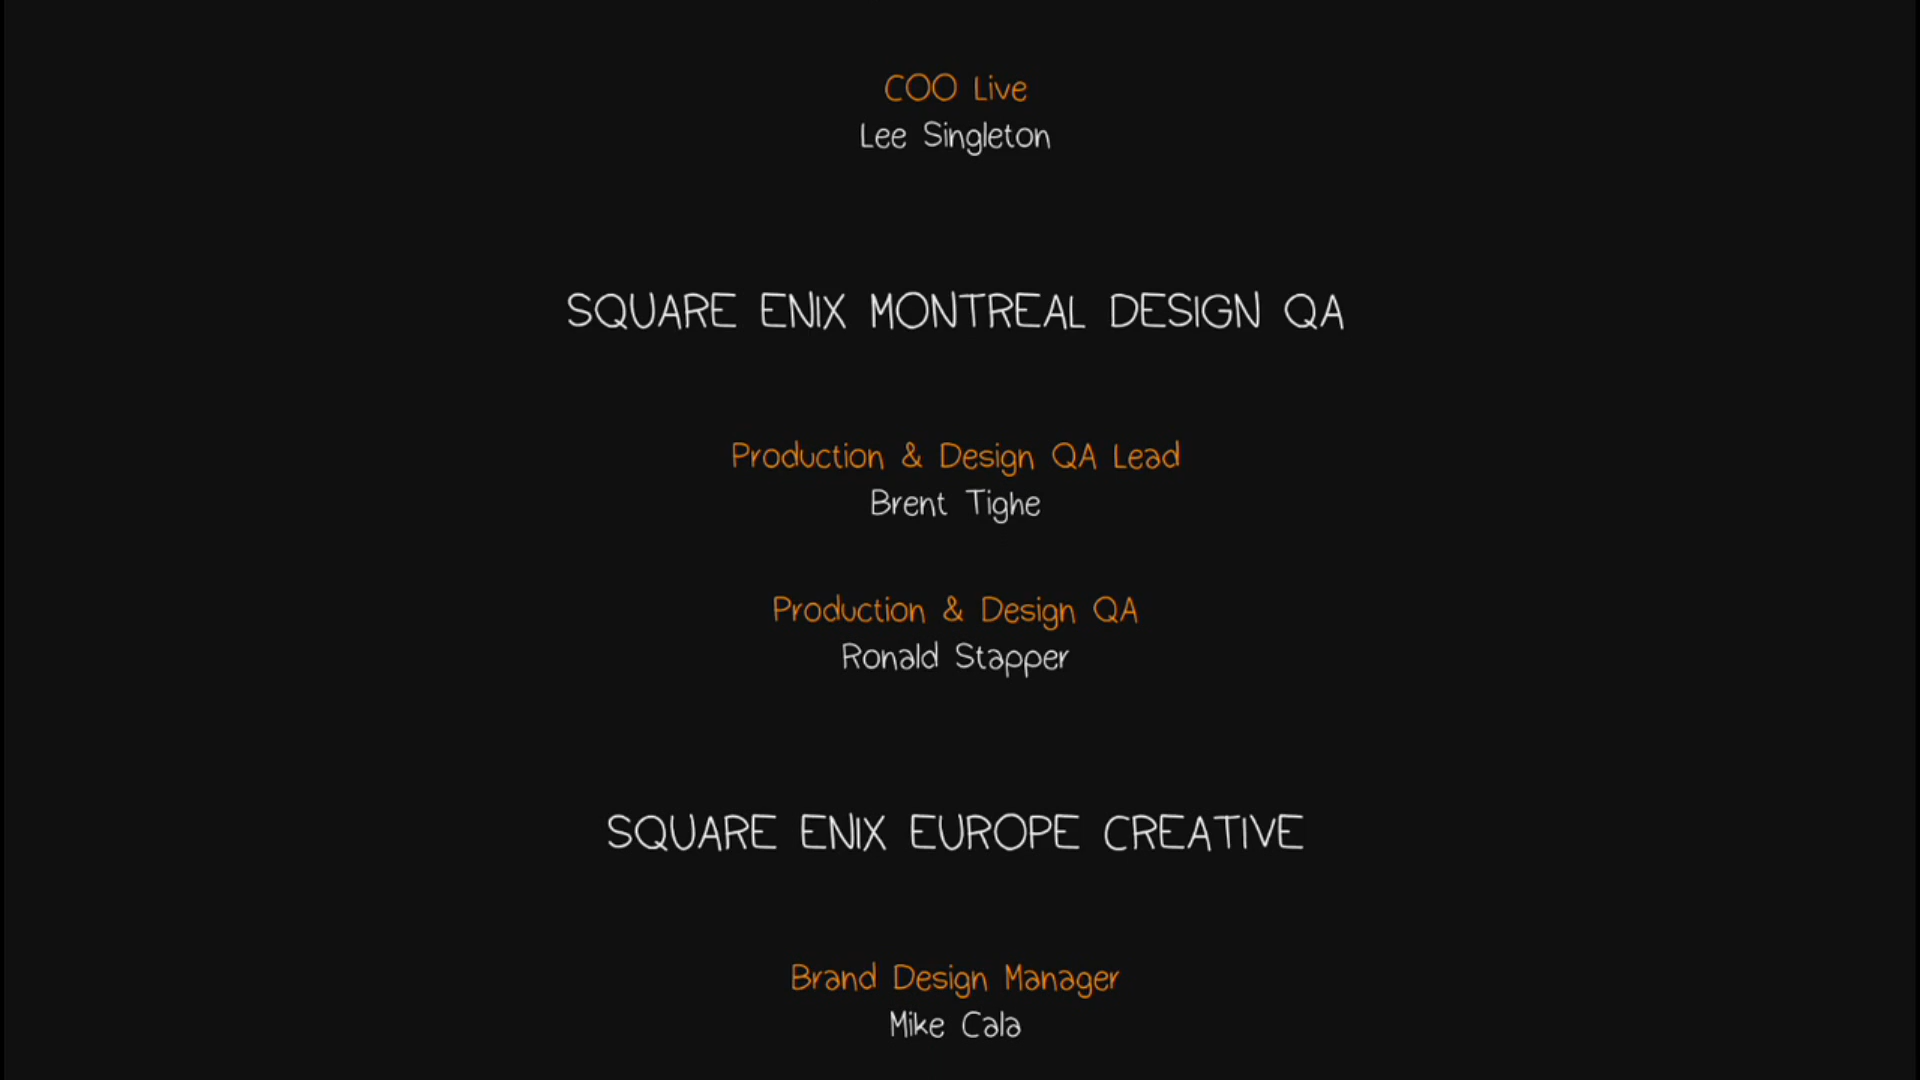 COO Live
Lee Singleton
SQUARE ENIX MONTREAL DESIGN QA
Production & Design QA Lead
Brent Tighe
Production & Design QA
Ronald Stapper
SQUARE ENIX EUROPE CREATIVE
Brand Design Manager
Mike Cala